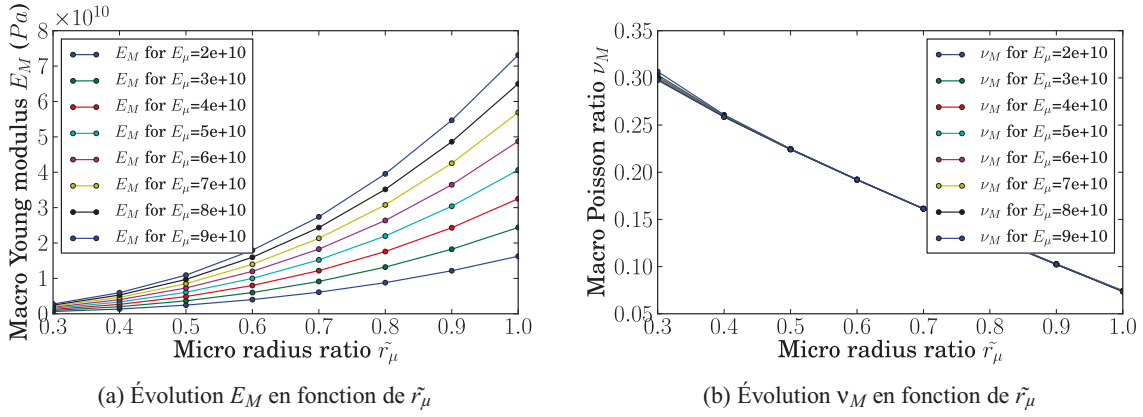 ×10¹⁰
8
7
6
5
4
3
2
1
0
Macro Young modulus E_M (Pa)
E_M for E_μ=2e+10
E_M for E_μ=3e+10
E_M for E_μ=4e+10
E_M for E_μ=5e+10
E_M for E_μ=6e+10
E_M for E_μ=7e+10
E_M for E_μ=8e+10
E_M for E_μ=9e+10
0.3 0.4 0.5 0.6 0.7 0.8 0.9 1.0
Micro radius ratio r̃_μ
(a) Évolution E_M en fonction de r̃_μ
0.30
0.25
0.20
0.15
0.10
0.05
Macro Poisson ratio ν_M
ν_M for E_μ=2e+10
ν_M for E_μ=3e+10
ν_M for E_μ=4e+10
ν_M for E_μ=5e+10
ν_M for E_μ=6e+10
ν_M for E_μ=7e+10
ν_M for E_μ=8e+10
ν_M for E_μ=9e+10
0.3 0.4 0.5 0.6 0.7 0.8 0.9 1.0
Micro radius ratio r̃_μ
(b) Évolution ν_M en fonction de r̃_μ